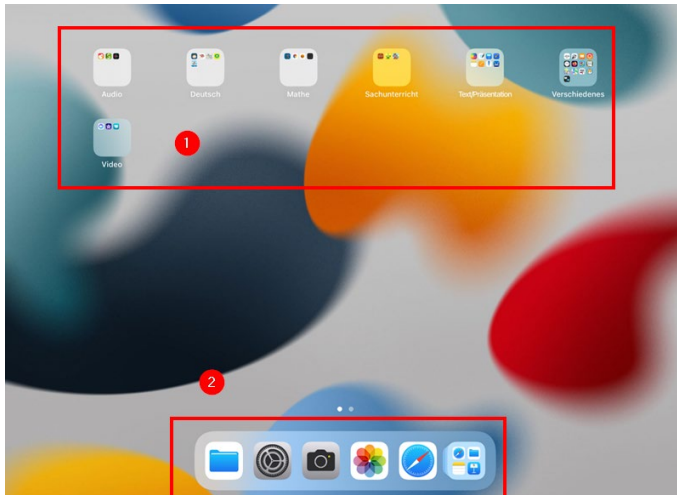 Audio Deutsch Mathe Sachunterricht Text/Präsentation Verschiedenes
1
Video
2